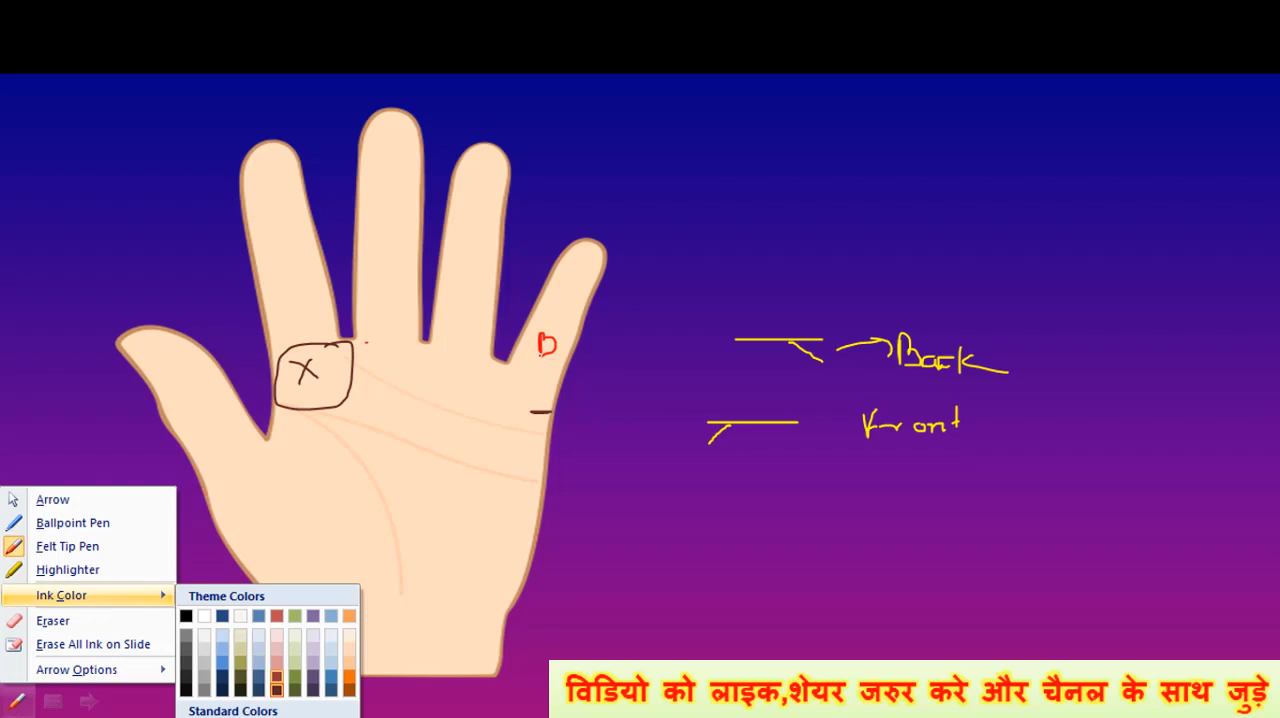 X
D
Back
Front
Arrow
Ballpoint Pen
Felt Tip Pen
Highlighter
Ink Color
Eraser
Erase All Ink on Slide
Arrow Options
Theme Colors
Standard Colors
विडियो को लाइक,शेयर जरुर करे और चैनल के साथ जुड़े